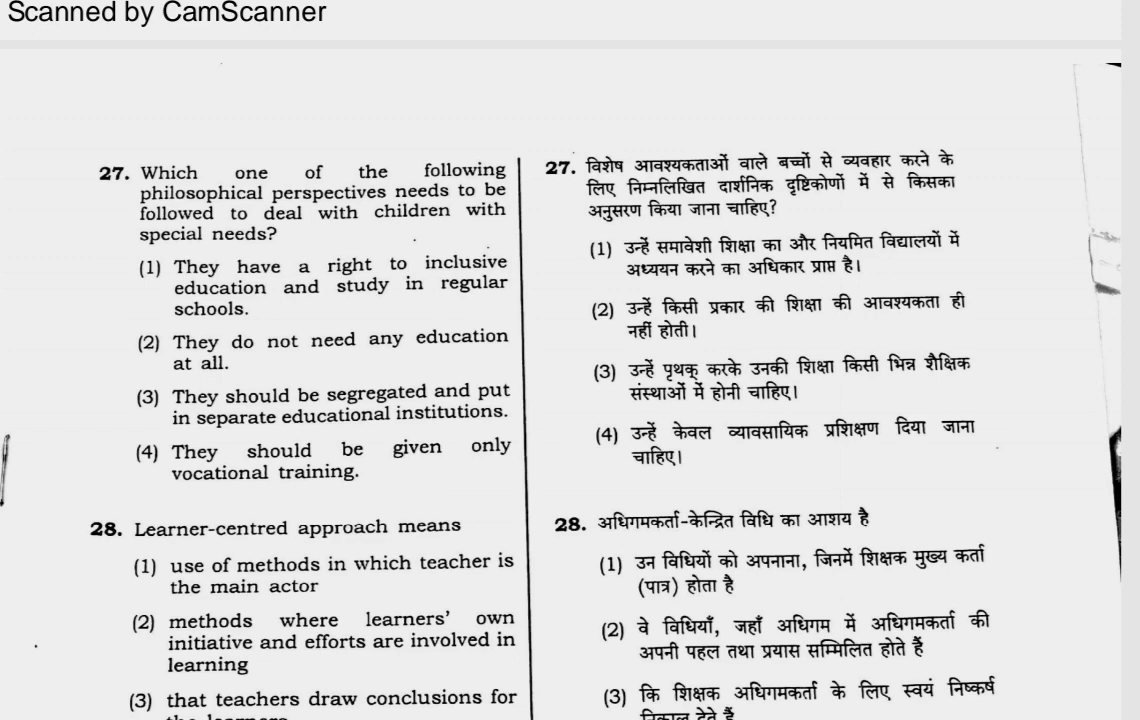 Scanned by CamScanner
27. Which one of the following
philosophical perspectives needs to be
followed to deal with children with
special needs?
(1) They have a right to inclusive
education and study in regular
schools.
(2) They do not need any education
at all.
(3) They should be segregated and put
in separate educational institutions.
(4) They should be given only
vocational training.
28. Learner-centred approach means
(1) use of methods in which teacher is
the main actor
(2) methods where learners' own
initiative and efforts are involved in
learning
(3) that teachers draw conclusions for
the learners
27. विशेष आवश्यकताओं वाले बच्चों से व्यवहार करने के
लिए निम्नलिखित दार्शनिक दृष्टिकोणों में से किसका
अनुसरण किया जाना चाहिए?
(1) उन्हें समावेशी शिक्षा का और नियमित विद्यालयों में
अध्ययन करने का अधिकार प्राप्त है।
(2) उन्हें किसी प्रकार की शिक्षा की आवश्यकता ही
नहीं होती।
(3) उन्हें पृथक् करके उनकी शिक्षा किसी भिन्न शैक्षिक
संस्थाओं में होनी चाहिए।
(4) उन्हें केवल व्यावसायिक प्रशिक्षण दिया जाना
चाहिए।
28. अधिगमकर्ता-केन्द्रित विधि का आशय है
(1) उन विधियों को अपनाना, जिनमें शिक्षक मुख्य कर्ता
(पात्र) होता है
(2) वे विधियाँ, जहाँ अधिगम में अधिगमकर्ता की
अपनी पहल तथा प्रयास सम्मिलित होते हैं
(3) कि शिक्षक अधिगमकर्ता के लिए स्वयं निष्कर्ष
निकाल देते हैं